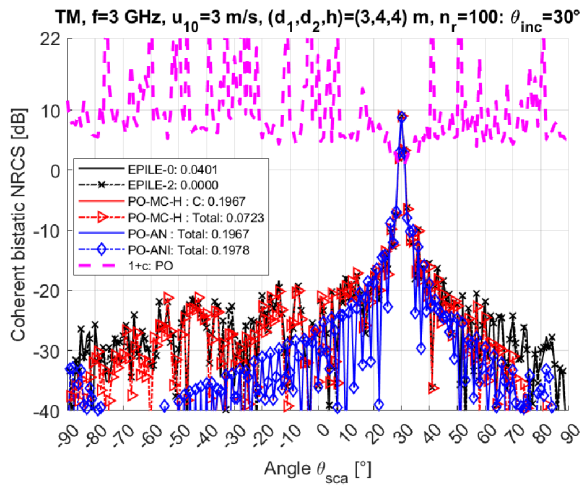 TM, f=3 GHz, u10=3 m/s, (d1,d2,h)=(3,4,4) m, nr=100: θinc=30°
Coherent bistatic NRCS [dB]
22
10
0
-10
-20
-30
-40
EPILE-0: 0.0401
EPILE-2: 0.0000
PO-MC-H : C: 0.1967
PO-MC-H : Total: 0.0723
PO-AN : Total: 0.1967
PO-ANI: Total: 0.1978
1+c: PO
-90 -80 -70 -60 -50 -40 -30 -20 -10 0 10 20 30 40 50 60 70 80 90
Angle θsca [°]